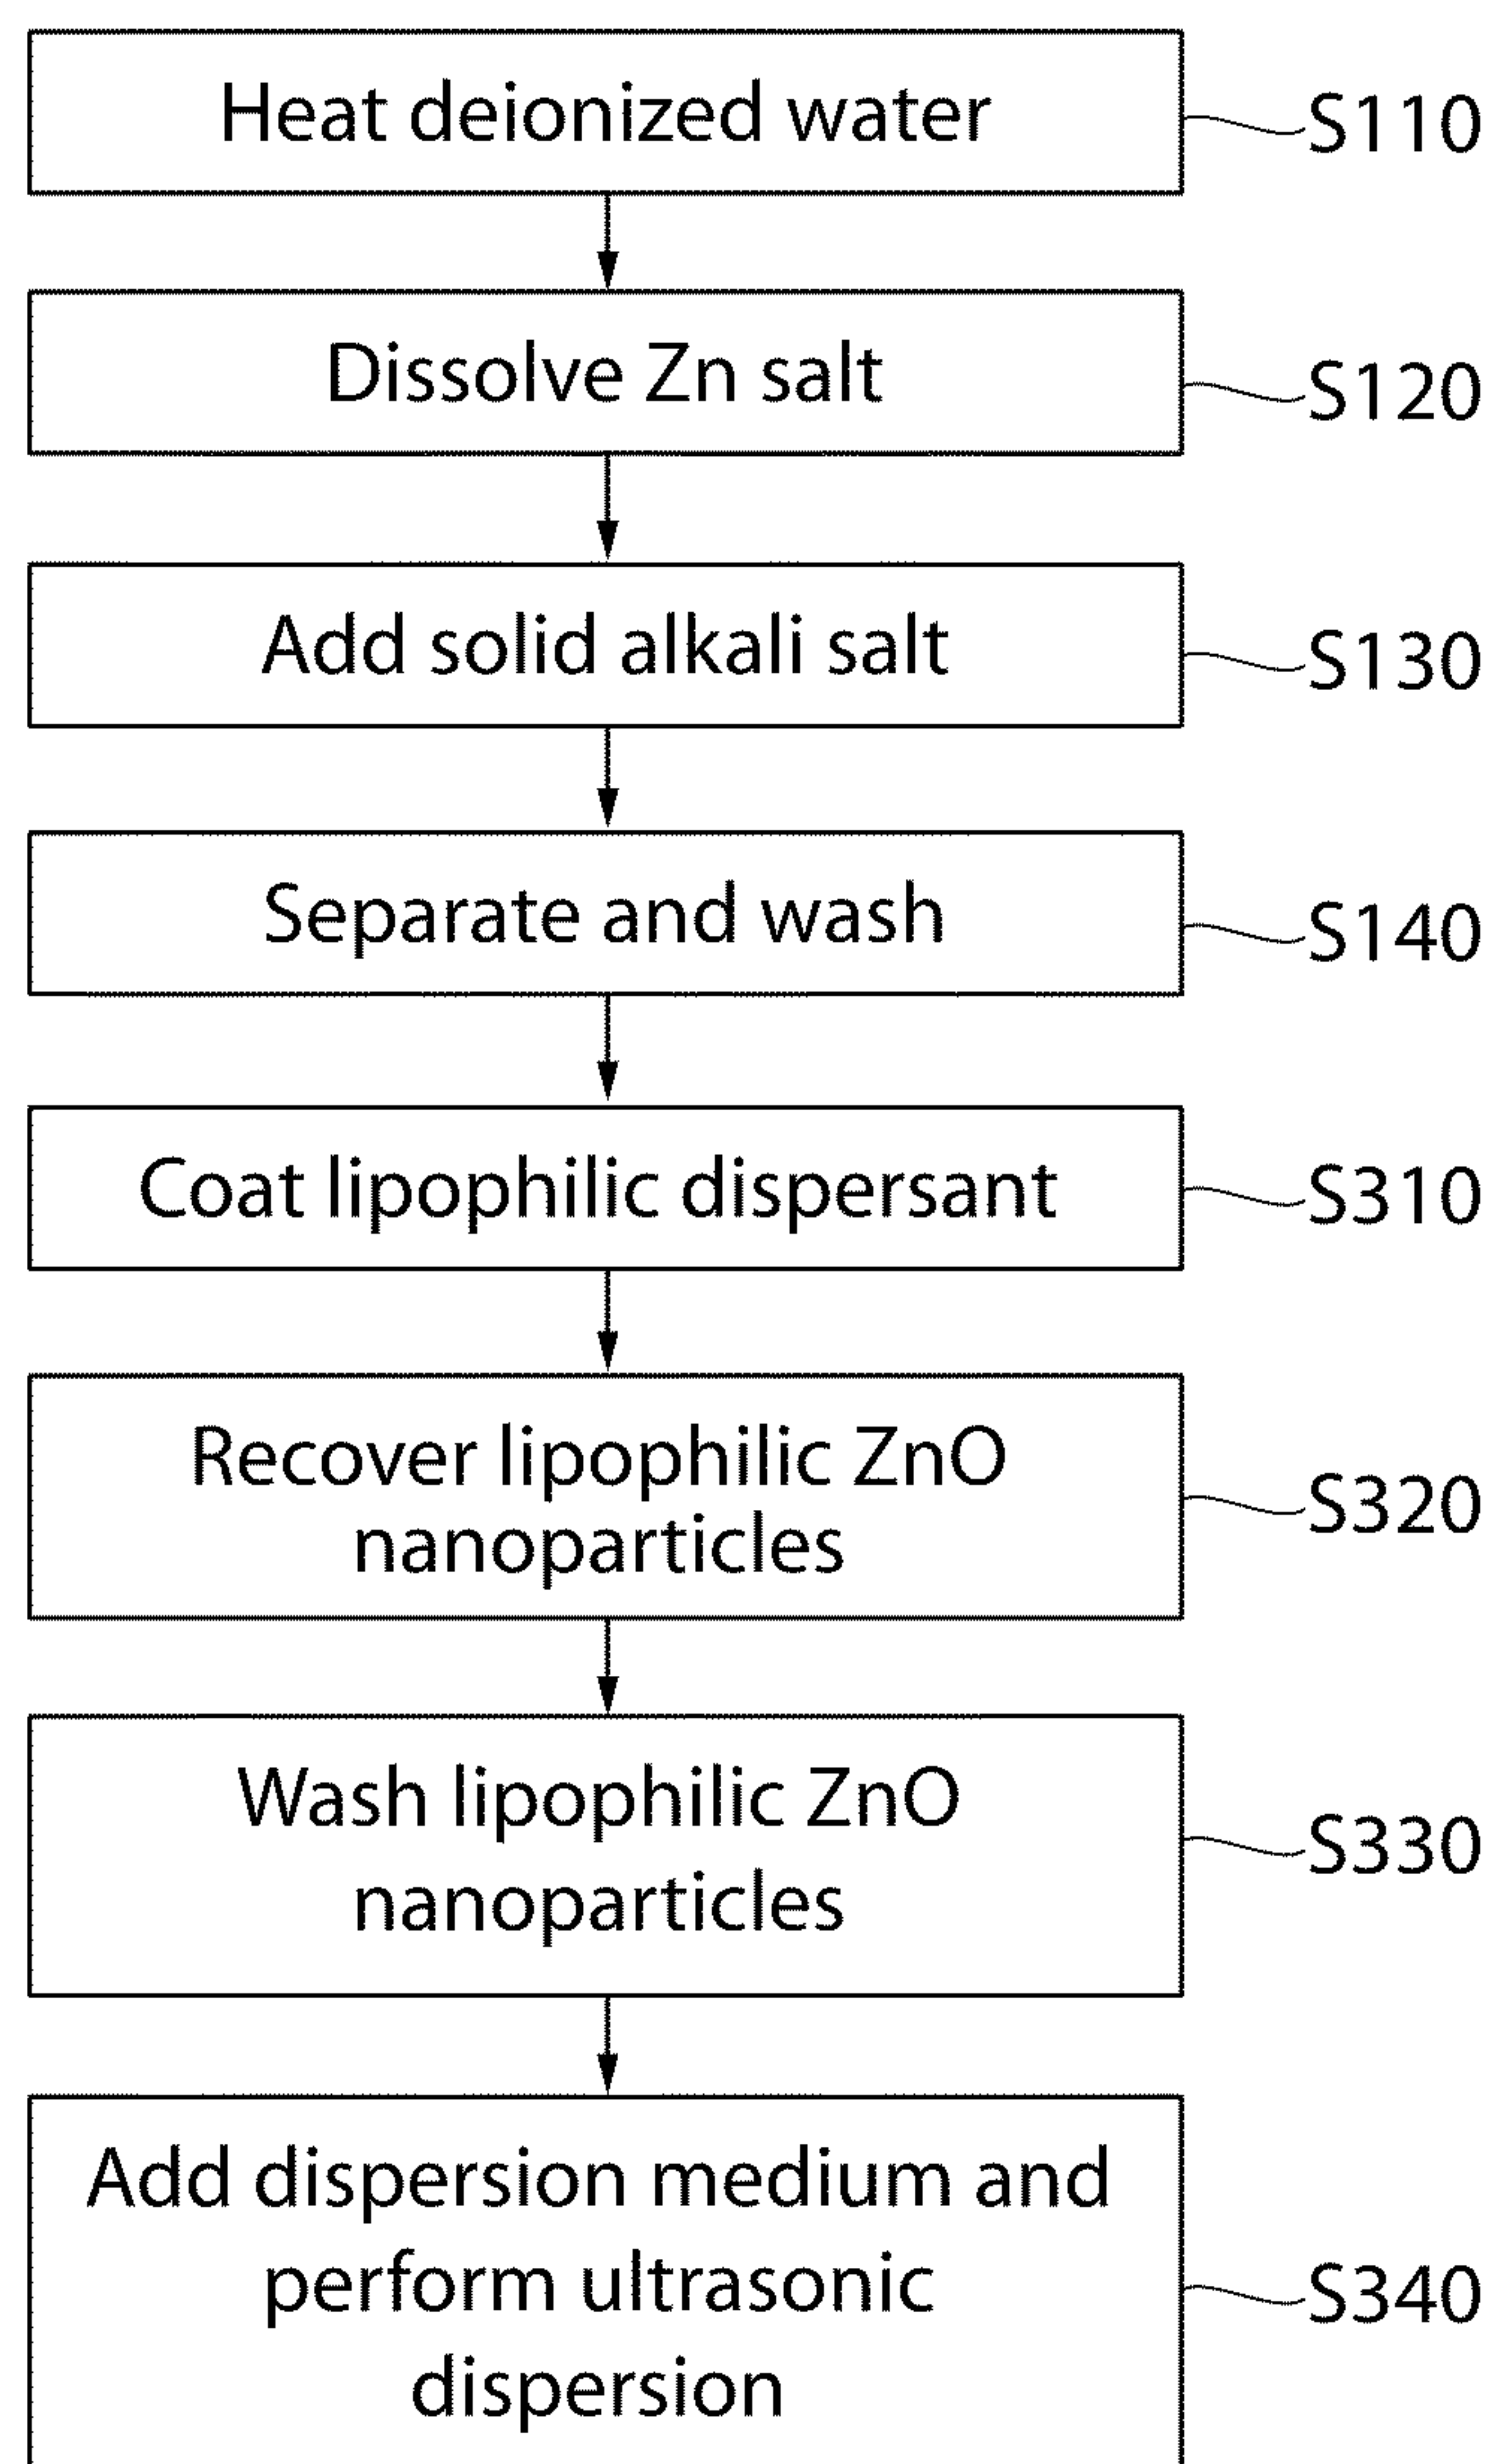 Heat deionized water
S110
Dissolve Zn salt
S120
Add solid alkali salt
S130
Separate and wash
S140
Coat lipophilic dispersant
S310
Recover lipophilic ZnO
nanoparticles
S320
Wash lipophilic ZnO
nanoparticles
S330
Add dispersion medium and
perform ultrasonic
dispersion
S340